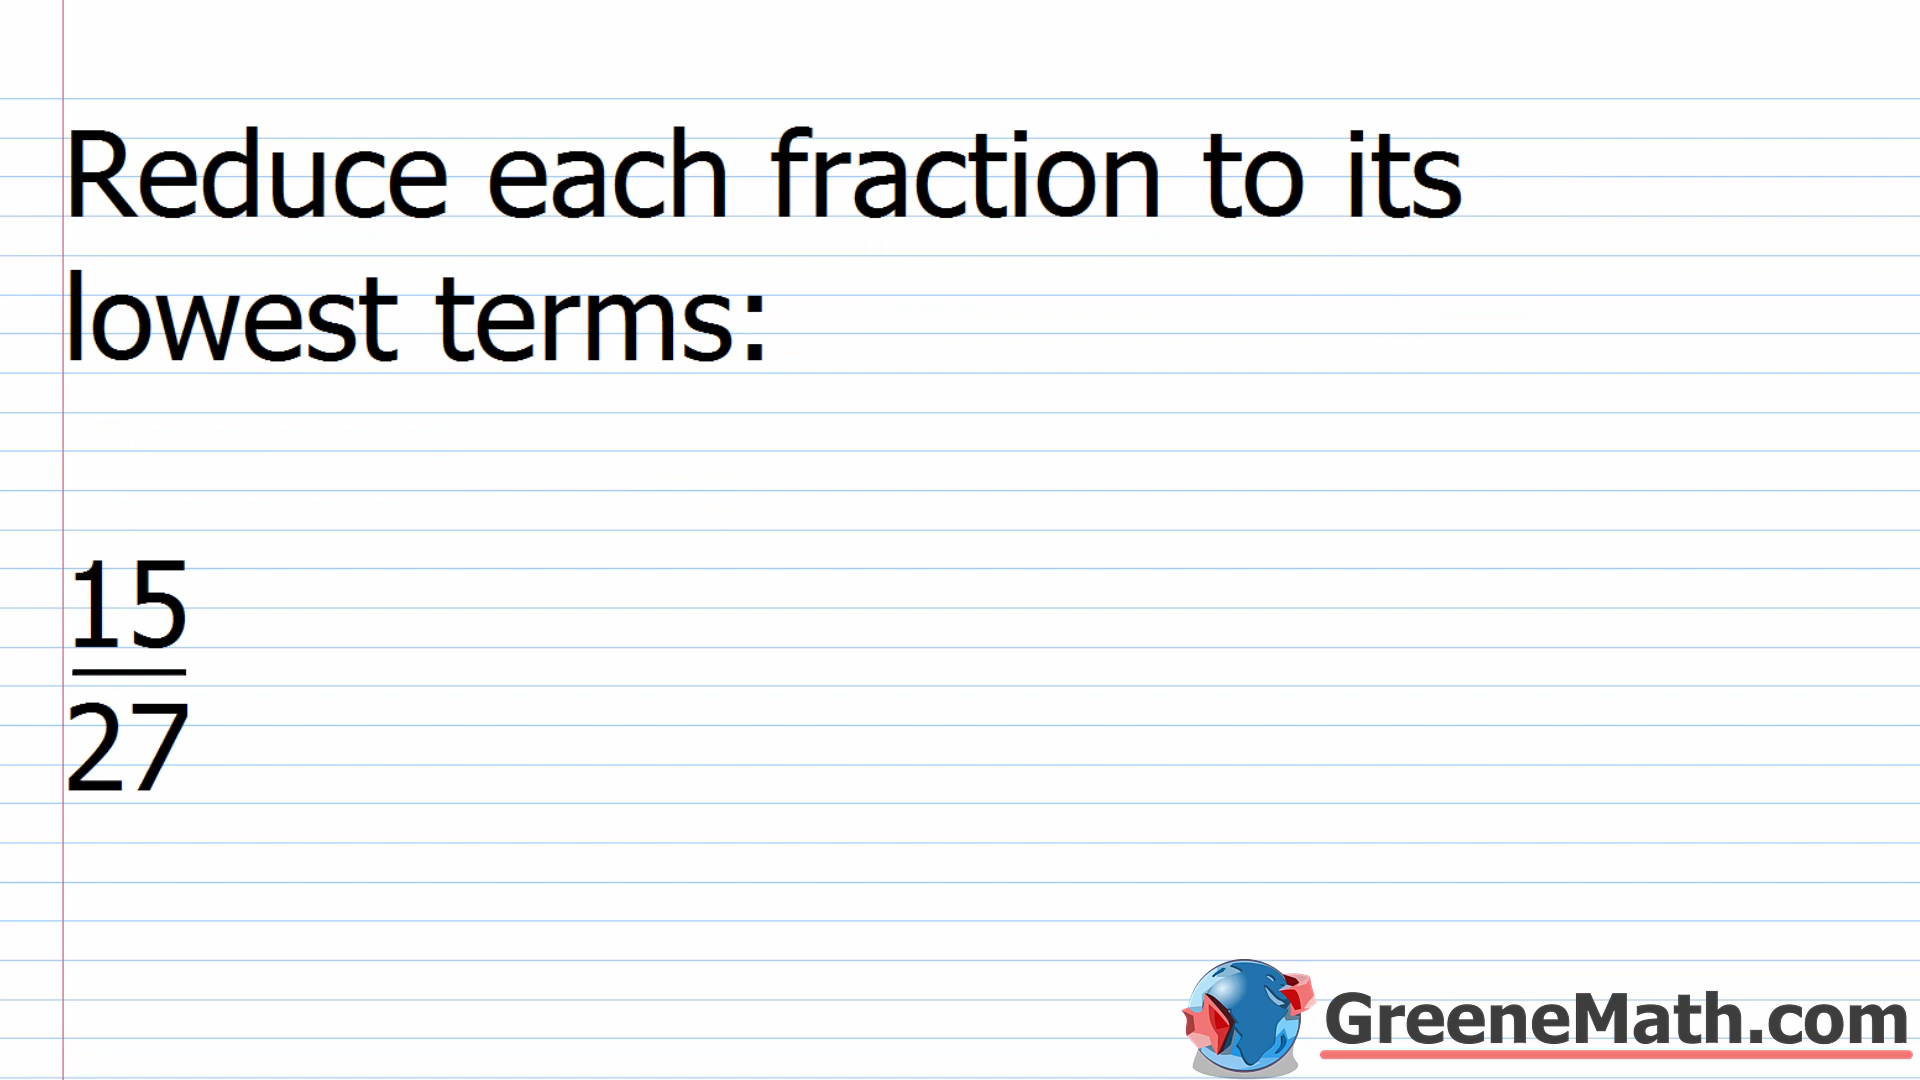 Reduce each fraction to its
lowest terms:
15
27
GreeneMath.com